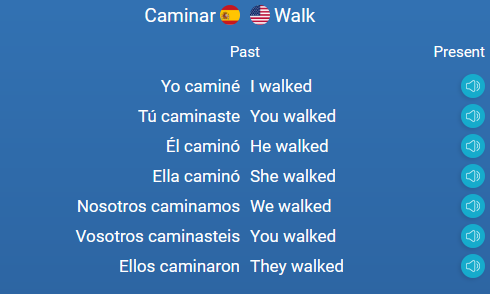 Caminar Walk
Past Present
Yo caminé I walked
Tú caminaste You walked
Él caminó He walked
Ella caminó She walked
Nosotros caminamos We walked
Vosotros caminasteis You walked
Ellos caminaron They walked